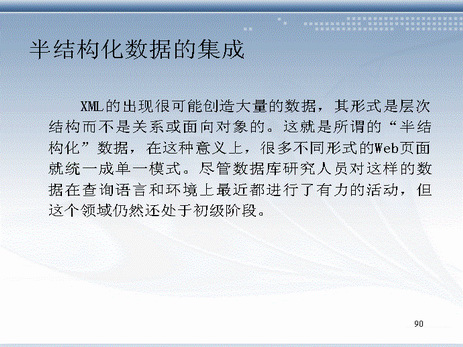 半结构化数据的集成
XML的出现很可能创造大量的数据，其形式是层次
结构而不是关系或面向对象的。这就是所谓的“半结
构化”数据，在这种意义上，很多不同形式的Web页面
就统一成单一模式。尽管数据库研究人员对这样的数
据在查询语言和环境上最近都进行了有力的活动，但
这个领域仍然还处于初级阶段。
90